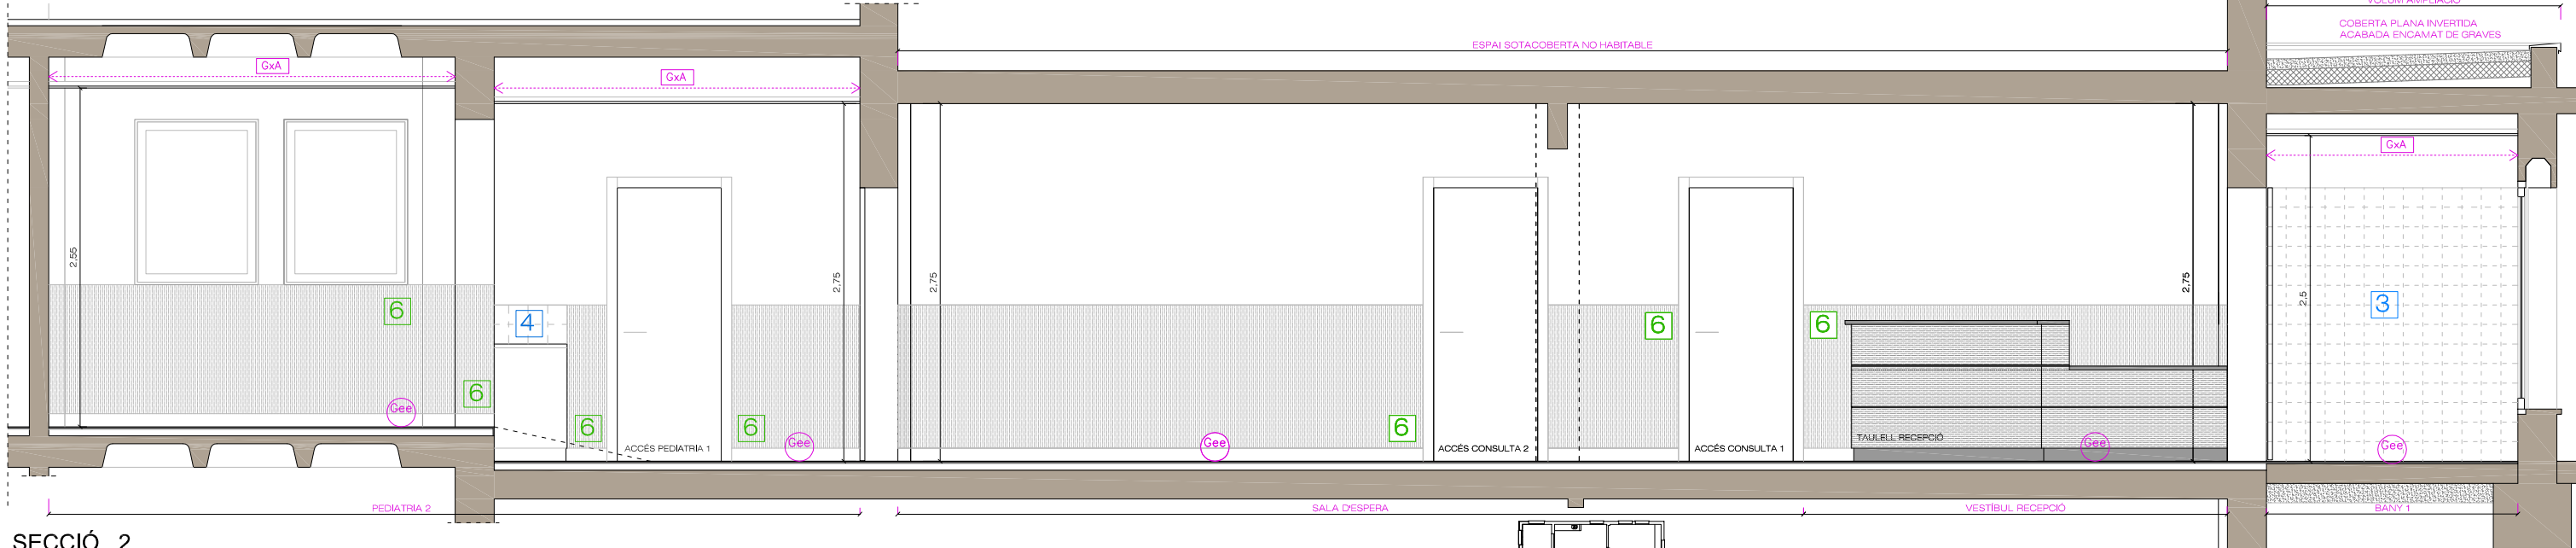 VOLUM AMPLIACIÓ
COBERTA PLANA INVERTIDA
ACABADA ENCAMAT DE GRAVES
ESPAI SOTACOBERTA NO HABITABLE
GxA
GxA
GxA
2,55
2,75
2,75
2,75
2,5
6
4
3
6
6
6
6
6
6
Gee
Gee
Gee
Gee
Gee
ACCÉS PEDIATRIA 1
ACCÉS CONSULTA 2
ACCÉS CONSULTA 1
TAULELL RECEPCIÓ
PEDIATRIA 2
SALA D'ESPERA
VESTÍBUL RECEPCIÓ
BANY 1
SECCIÓ 2